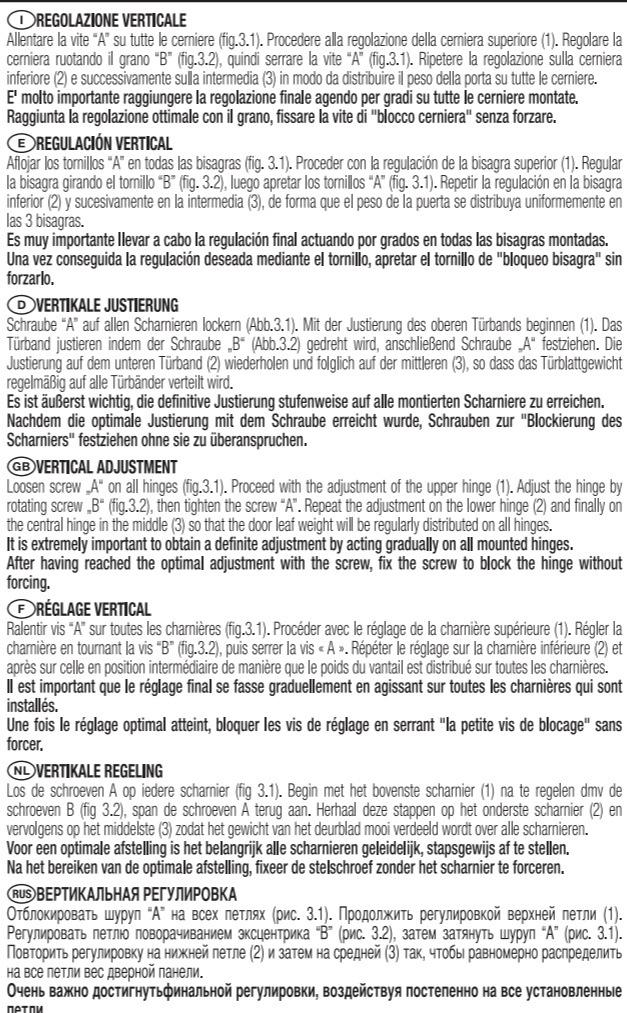 (I) REGOLAZIONE VERTICALE
Allentare la vite "A" su tutte le cerniere (fig.3.1). Procedere alla regolazione della cerniera superiore (1). Regolare la
cerniera ruotando il grano "B" (fig.3.2), quindi serrare la vite "A" (fig.3.1). Ripetere la regolazione sulla cerniera
inferiore (2) e successivamente sulla intermedia (3) in modo da distribuire il peso della porta su tutte le cerniere.
E' molto importante raggiungere la regolazione finale agendo per gradi su tutte le cerniere montate.
Raggiunta la regolazione ottimale con il grano, fissare la vite di "blocco cerniera" senza forzare.
(E) REGULACIÓN VERTICAL
Aflojar los tornillos "A" en todas las bisagras (fig. 3.1). Proceder con la regulación de la bisagra superior (1). Regular
la bisagra girando el tornillo "B" (fig. 3.2), luego apretar los tornillos "A" (fig. 3.1). Repetir la regulación en la bisagra
inferior (2) y sucesivamente en la intermedia (3), de forma que el peso de la puerta se distribuya uniformemente en
las 3 bisagras.
Es muy importante llevar a cabo la regulación final actuando por grados en todas las bisagras montadas.
Una vez conseguida la regulación deseada mediante el tornillo, apretar el tornillo de "bloqueo bisagra" sin
forzarlo.
(D) VERTIKALE JUSTIERUNG
Schraube "A" auf allen Scharnieren lockern (Abb.3.1). Mit der Justierung des oberen Türbands beginnen (1). Das
Türband justieren indem der Schraube „B" (Abb.3.2) gedreht wird, anschließend Schraube „A" festziehen. Die
Justierung auf dem unteren Türband (2) wiederholen und folglich auf der mittleren (3), so dass das Türblattgewicht
regelmäßig auf alle Türbänder verteilt wird.
Es ist äußerst wichtig, die definitive Justierung stufenweise auf alle montierten Scharniere zu erreichen.
Nachdem die optimale Justierung mit dem Schraube erreicht wurde, Schrauben zur "Blockierung des
Scharniers" festziehen ohne sie zu überanspruchen.
(GB) VERTICAL ADJUSTMENT
Loosen screw „A" on all hinges (fig.3.1). Proceed with the adjustment of the upper hinge (1). Adjust the hinge by
rotating screw „B" (fig.3.2), then tighten the screw "A". Repeat the adjustment on the lower hinge (2) and finally on
the central hinge in the middle (3) so that the door leaf weight will be regularly distributed on all hinges.
It is extremely important to obtain a definite adjustment by acting gradually on all mounted hinges.
After having reached the optimal adjustment with the screw, fix the screw to block the hinge without
forcing.
(F) RÉGLAGE VERTICAL
Ralentir vis "A" sur toutes les charnières (fig.3.1). Procéder avec le réglage de la charnière supérieure (1). Régler la
charnière en tournant la vis "B" (fig.3.2), puis serrer la vis « A ». Répéter le réglage sur la charnière inférieure (2) et
après sur celle en position intermédiaire de manière que le poids du vantail est distribué sur toutes les charnières.
Il est important que le réglage final se fasse graduellement en agissant sur toutes les charnières qui sont
installés.
Une fois le réglage optimal atteint, bloquer les vis de réglage en serrant "la petite vis de blocage" sans
forcer.
(NL) VERTIKALE REGELING
Los de schroeven A op iedere scharnier (fig 3.1). Begin met het bovenste scharnier (1) na te regelen dmv de
schroeven B (fig 3.2), span de schroeven A terug aan. Herhaal deze stappen op het onderste scharnier (2) en
vervolgens op het middelste (3) zodat het gewicht van het deurblad mooi verdeeld wordt over alle scharnieren.
Voor een optimale afstelling is het belangrijk alle scharnieren geleidelijk, stapsgewijs af te stellen.
Na het bereiken van de optimale afstelling, fixeer de stelschroef zonder het scharnier te forceren.
(RUS) ВЕРТИКАЛЬНАЯ РЕГУЛИРОВКА
Отблокировать шуруп "А" на всех петлях (рис. 3.1). Продолжить регулировкой верхней петли (1).
Регулировать петлю поворачиванием эксцентрика "В" (рис. 3.2), затем затянуть шуруп "А" (рис. 3.1).
Повторить регулировку на нижней петле (2) и затем на средней (3) так, чтобы равномерно распределить
на все петли вес дверной панели.
Очень важно достигнутьфинальной регулировки, воздействуя постепенно на все установленные
петли.